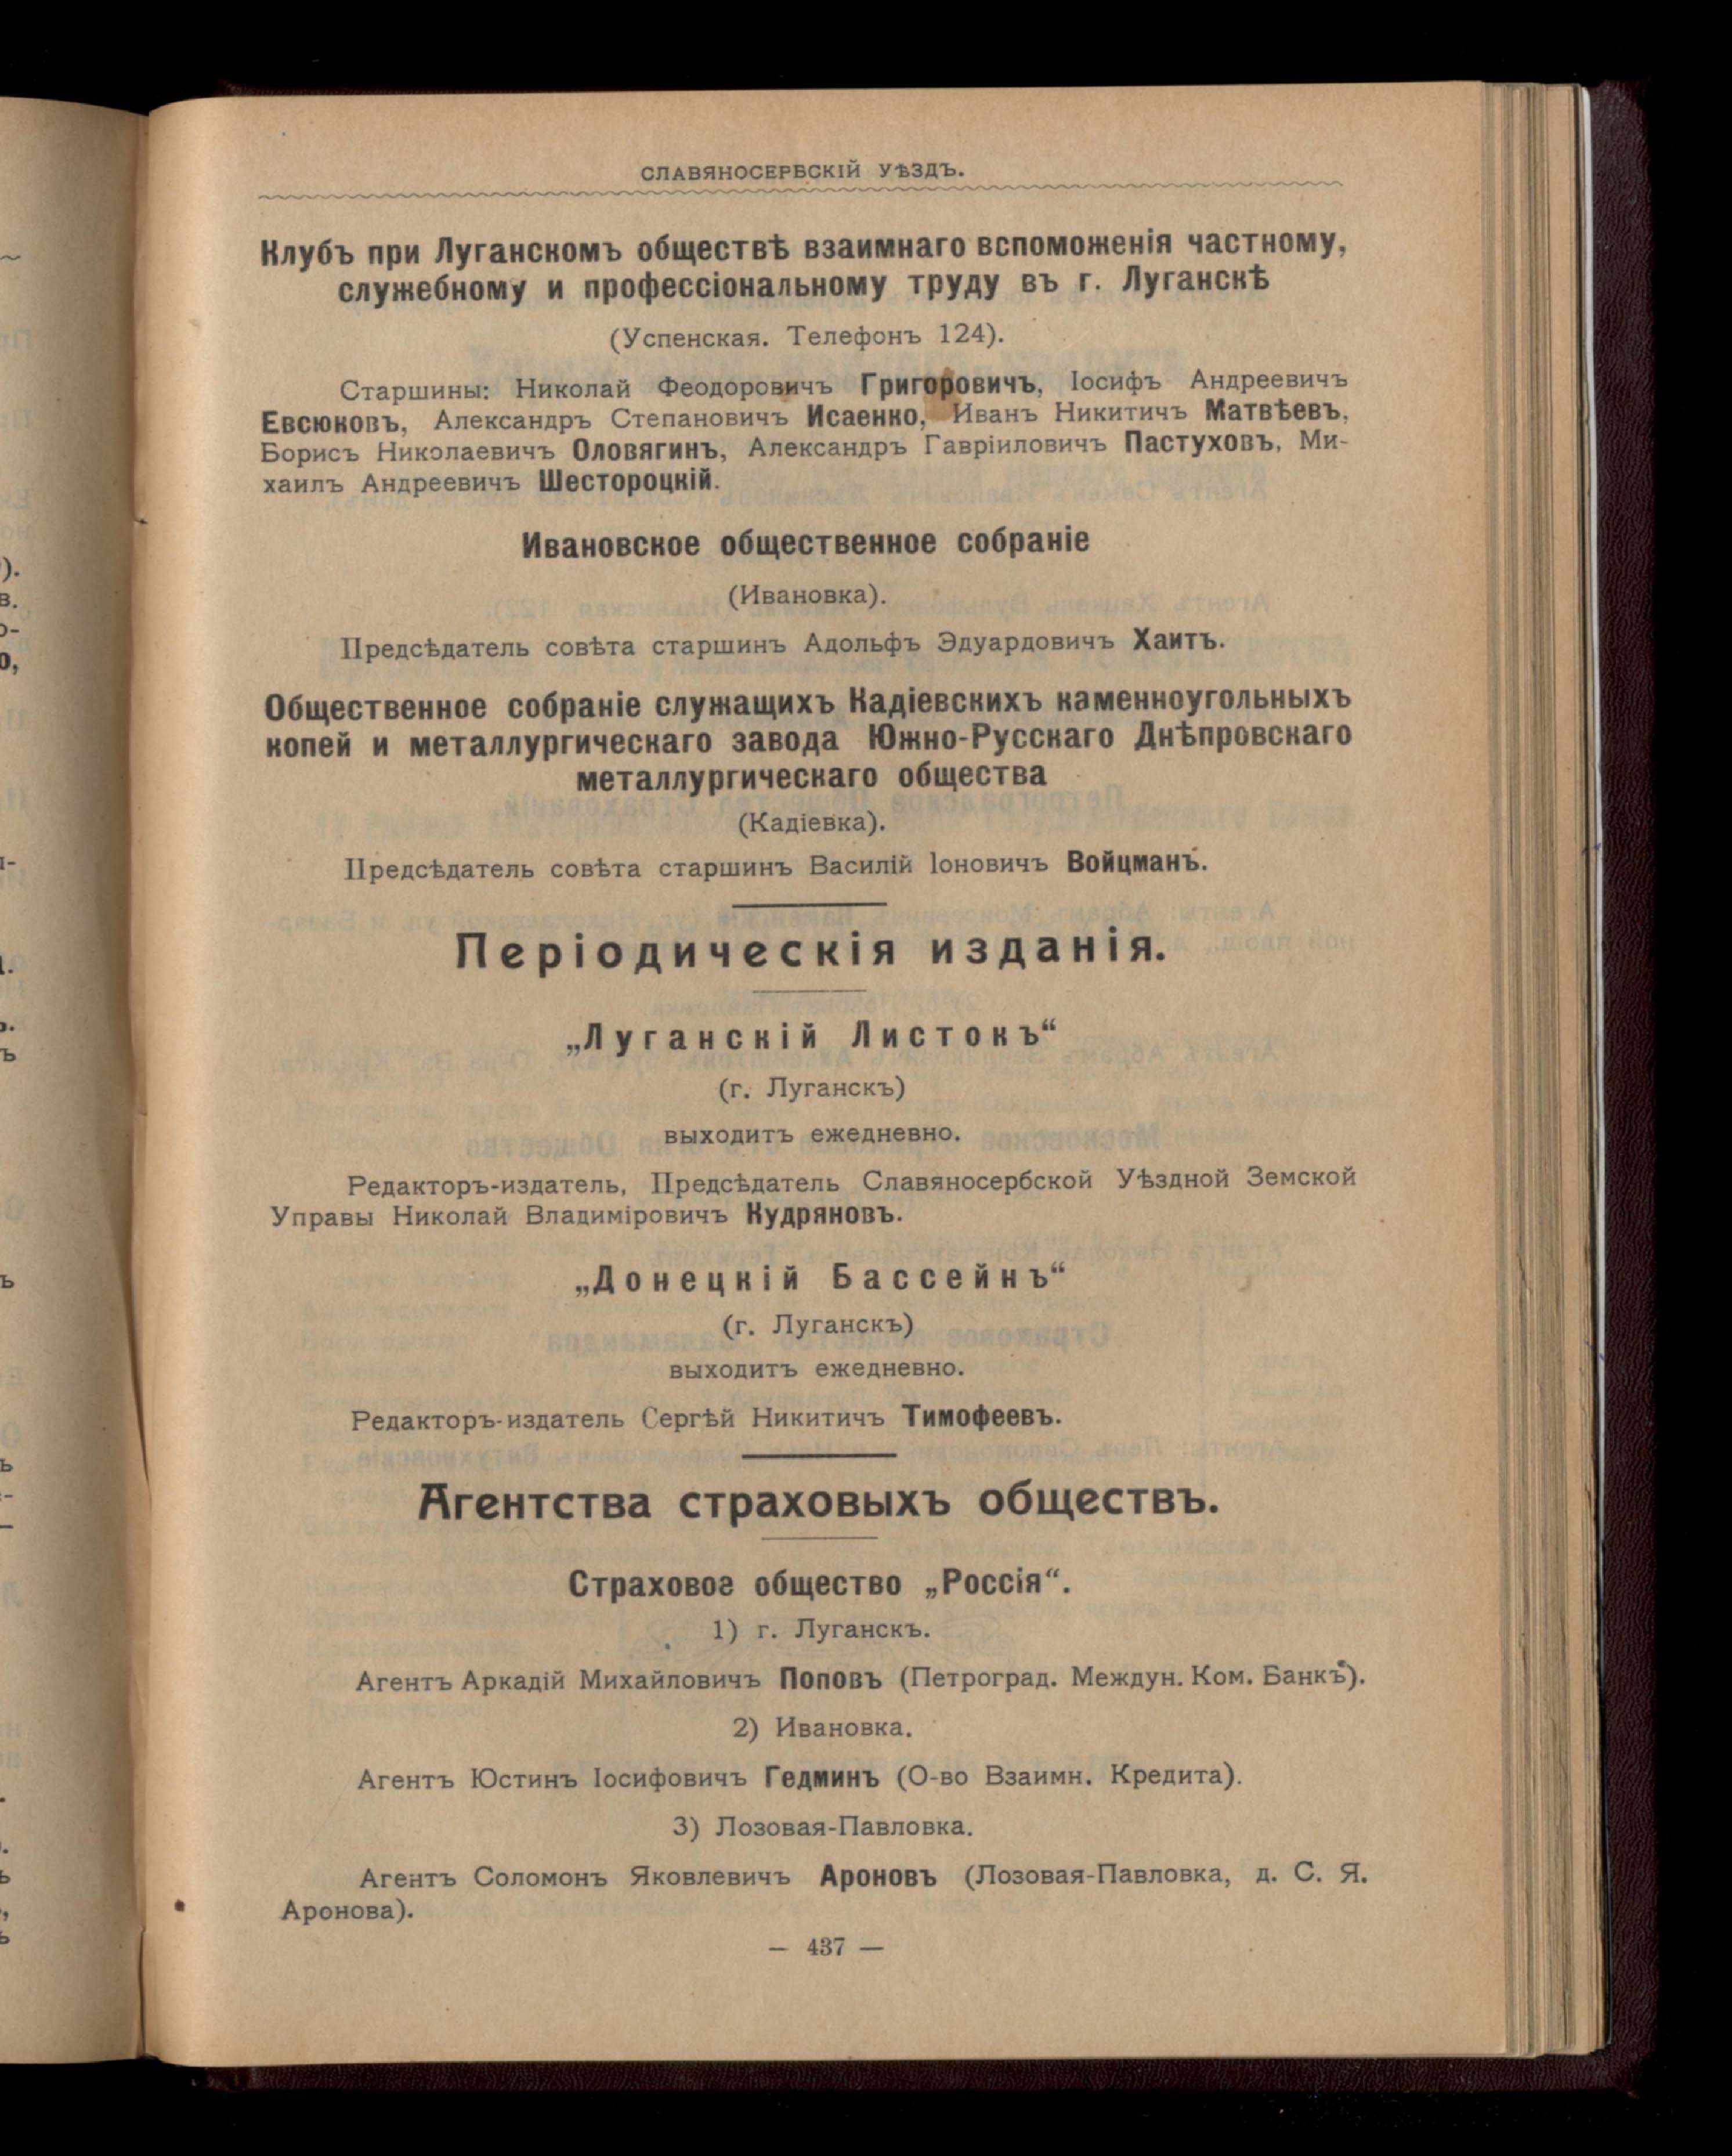 СЛАВЯНОСЕРБСКІЙ УѢЗДЪ.
Клубъ при Луганскомъ обществѣ взаимнаго вспоможенія частному,
служебному и профессіональному труду въ г. Луганскѣ
(Успенская. Телефонъ 124).
Старшины: Николай Феодоровичъ Григоровичъ, Іосифъ Андреевичъ
Евсюковъ, Александръ Степановичъ Исаенко, Иванъ Никитичъ Матвѣевъ,
Борисъ Николаевичъ Оловягинъ, Александръ Гавріиловичъ Пастуховъ, Ми-
хаилъ Андреевичъ Шестороцкій.
Ивановское общественное собраніе
(Ивановка).
Предсѣдатель совѣта старшинъ Адольфъ Эдуардовичъ Хаитъ.
Общественное собраніе служащихъ Кадіевскихъ каменноугольныхъ
копей и металлургическаго завода Южно-Русскаго Днѣпровскаго
металлургическаго общества
(Кадіевка).
Предсѣдатель совѣта старшинъ Василій Іоновичъ Войцманъ.
Періодическія изданія.
„Луганскій Листокъ“
(г. Луганскъ)
выходитъ ежедневно.
Редакторъ-издатель, Предсѣдатель Славяносербской Уѣздной Земской
Управы Николай Владиміровичъ Кудряновъ.
„Донецкій Бассейнъ“
(г. Луганскъ)
выходитъ ежедневно.
Редакторъ-издатель Сергѣй Никитичъ Тимофеевъ.
Агентства страховыхъ обществъ.
Страховое общество „Россія“.
1) г. Луганскъ.
Агентъ Аркадій Михайловичъ Поповъ (Петроград. Междун. Ком. Банкъ).
2) Ивановка.
Агентъ Юстинъ Іосифовичъ Гедминъ (О-во Взаимн. Кредита).
3) Лозовая-Павловка.
Агентъ Соломонъ Яковлевичъ Ароновъ (Лозовая-Павловка, д. С. Я.
Аронова).
— 437 —